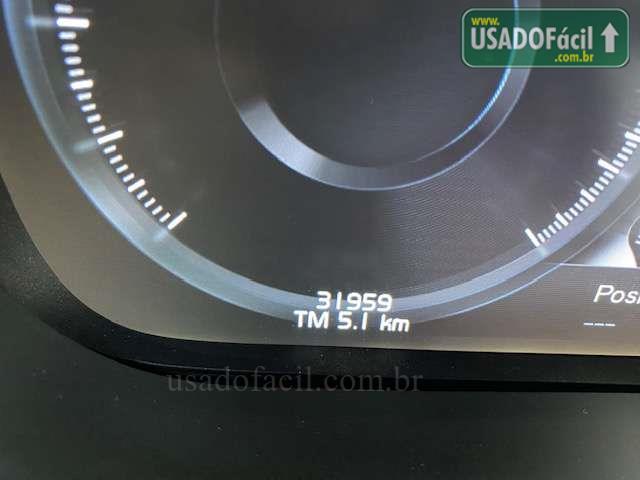 www.
USADOFácil
.com.br
31959
TM 5.1 km
Posi
---
usadofacil.com.br